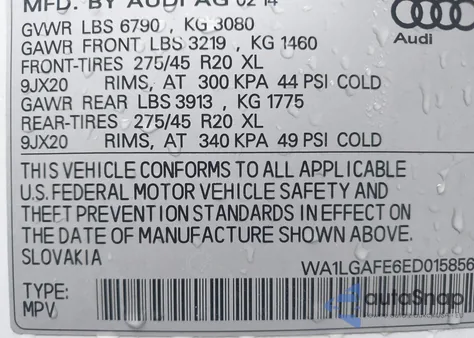 MFD. BY AUDI AG 02 14
GVWR LBS 6790 , KG 3080
GAWR FRONT LBS 3219 , KG 1460
FRONT-TIRES 275/45 R20 XL
9JX20 RIMS, AT 300 KPA 44 PSI COLD
GAWR REAR LBS 3913 , KG 1775
REAR-TIRES 275/45 R20 XL
9JX20 RIMS, AT 340 KPA 49 PSI COLD
Audi
THIS VEHICLE CONFORMS TO ALL APPLICABLE
U.S. FEDERAL MOTOR VEHICLE SAFETY AND
THEFT PREVENTION STANDARDS IN EFFECT ON
THE DATE OF MANUFACTURE SHOWN ABOVE.
SLOVAKIA
WA1LGAFE6ED015856
TYPE:
MPV
autoSnap